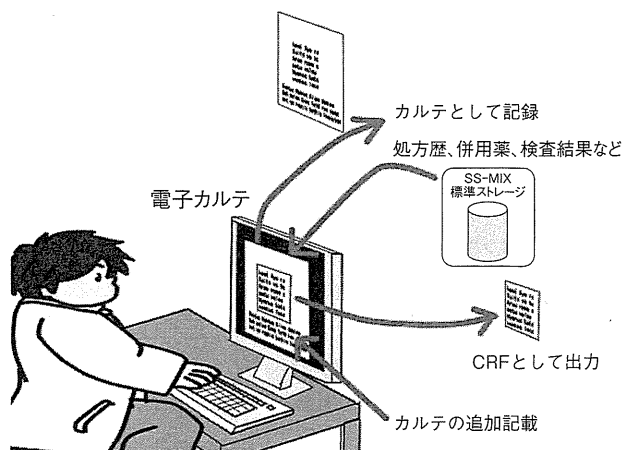 カルテとして記録
処方歴、併用薬、検査結果など
SS-MIX
標準ストレージ
電子カルテ
CRFとして出力
カルテの追加記載